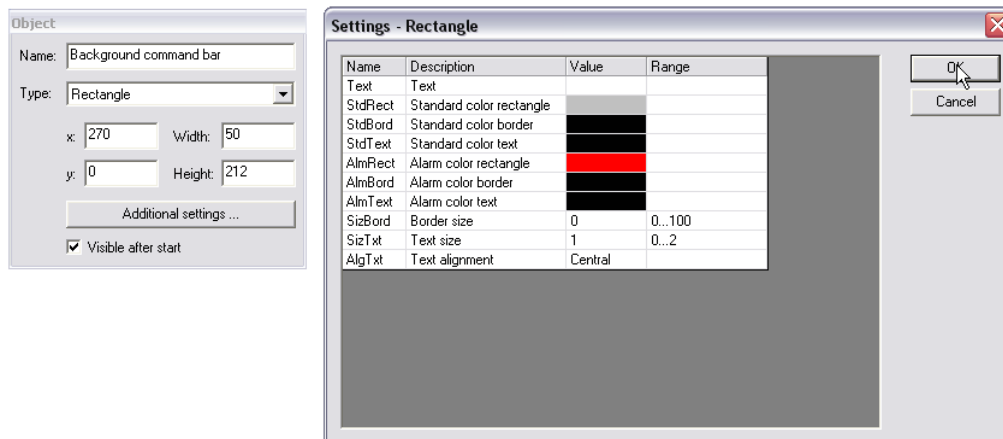 Object
Name: Background command bar
Type: Rectangle
x: 270 Width: 50
y: 0 Height: 212
Additional settings ...
Visible after start
Settings - Rectangle
Name Description Value Range
Text Text
StdRect Standard color rectangle
StdBord Standard color border
StdText Standard color text
AlmRect Alarm color rectangle
AlmBord Alarm color border
AlmText Alarm color text
SizBord Border size 0 0...100
SizTxt Text size 1 0...2
AlgTxt Text alignment Central
OK
Cancel